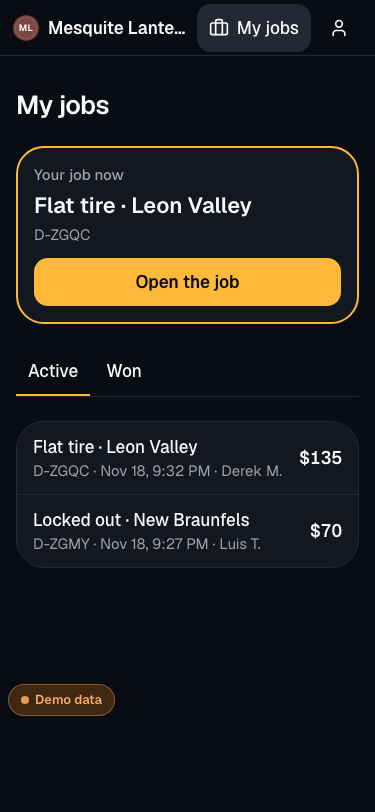 ML Mesquite Lante... My jobs
My jobs
Your job now
Flat tire · Leon Valley
D-ZGQC
Open the job
Active Won
Flat tire · Leon Valley
D-ZGQC · Nov 18, 9:32 PM · Derek M.
$135
Locked out · New Braunfels
D-ZGMY · Nov 18, 9:27 PM · Luis T.
$70
Demo data